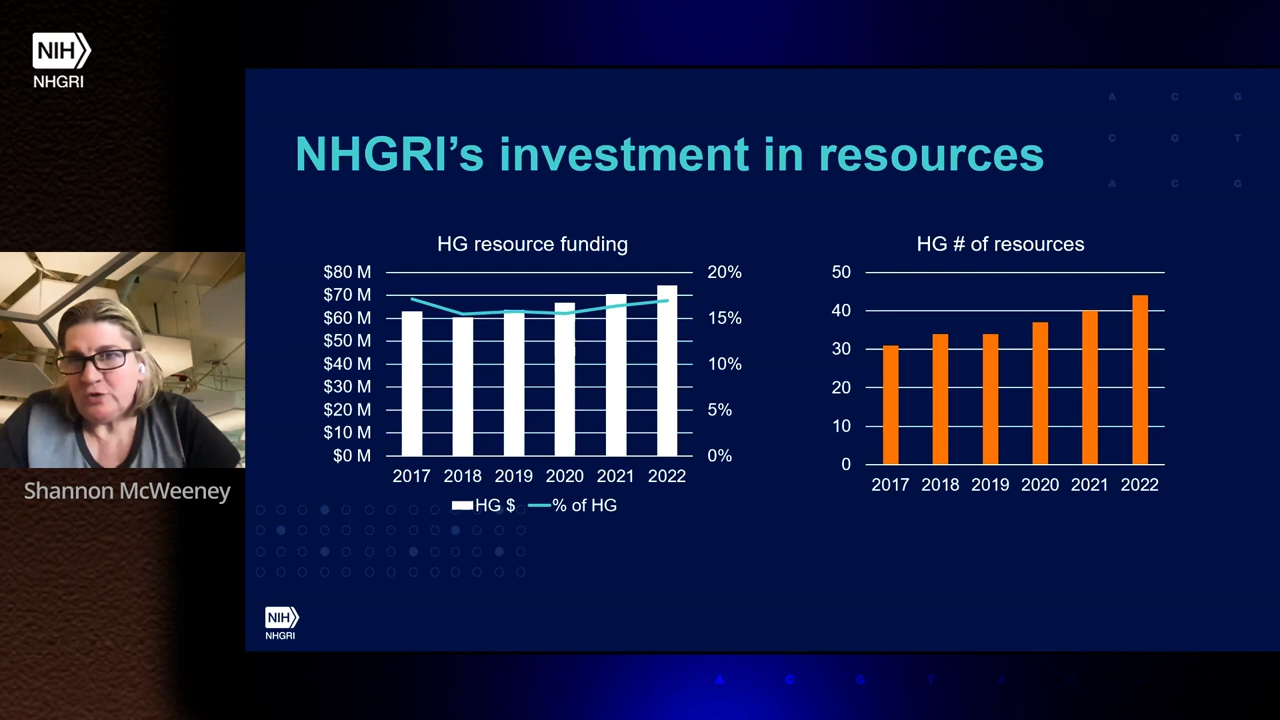 NIH
NHGRI
A C G
C G T
A C G
NHGRI's investment in resources
HG resource funding
$80 M
$70 M
$60 M
$50 M
$40 M
$30 M
$20 M
$10 M
$0 M
20%
15%
10%
5%
0%
2017 2018 2019 2020 2021 2022
HG $ % of HG
HG # of resources
50
40
30
20
10
0
2017 2018 2019 2020 2021 2022
Shannon McWeeney
NIH
NHGRI
A C G T